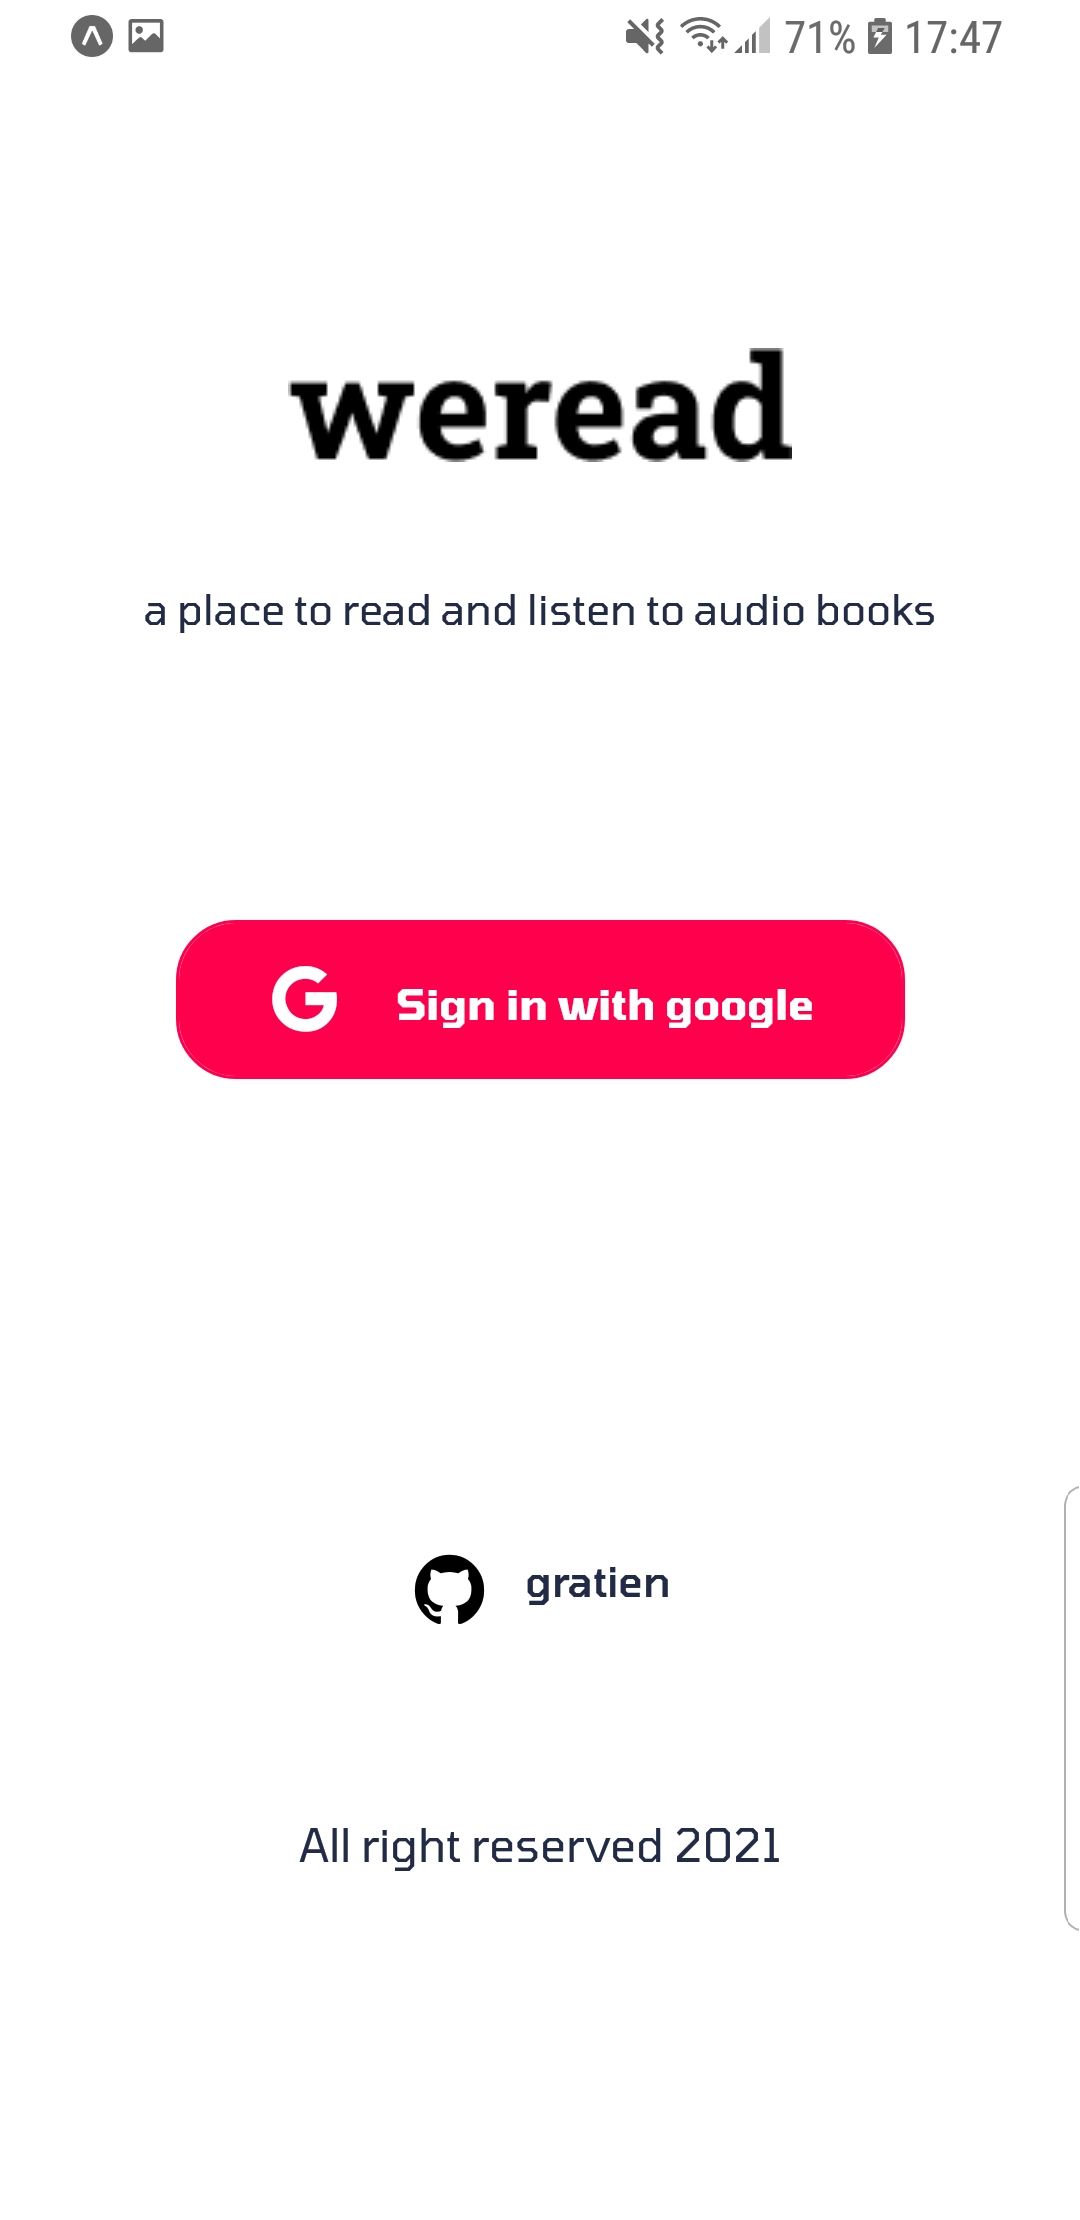 71% 17:47
weread
a place to read and listen to audio books
Sign in with google
gratien
All right reserved 2021